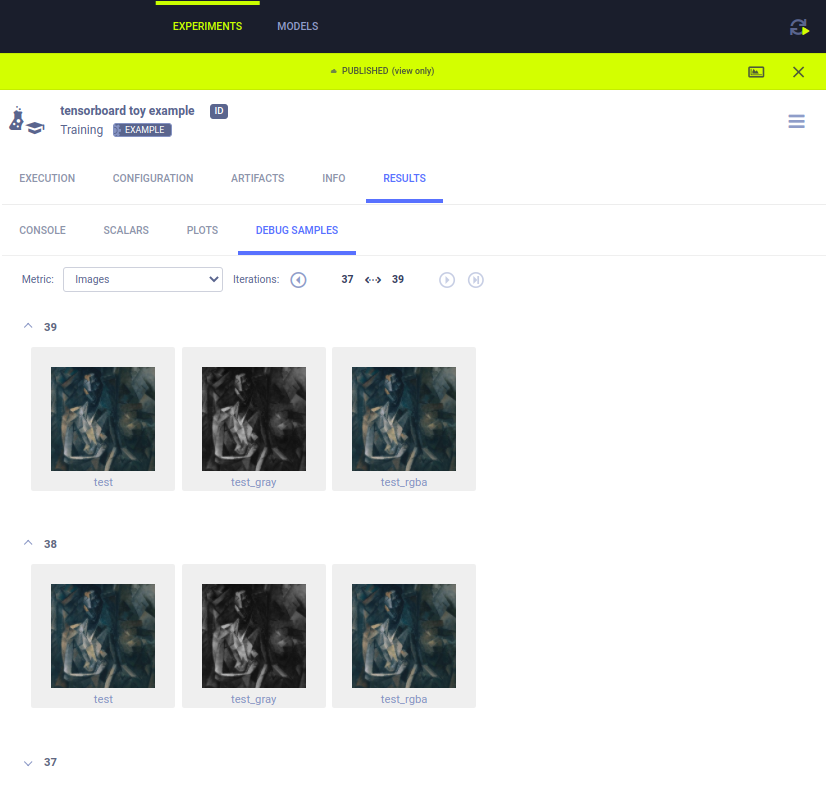 EXPERIMENTS MODELS
PUBLISHED (view only)
tensorboard toy example ID
Training EXAMPLE
EXECUTION CONFIGURATION ARTIFACTS INFO RESULTS
CONSOLE SCALARS PLOTS DEBUG SAMPLES
Metric: Images Iterations: 37 39
39
test test_gray test_rgba
38
test test_gray test_rgba
37